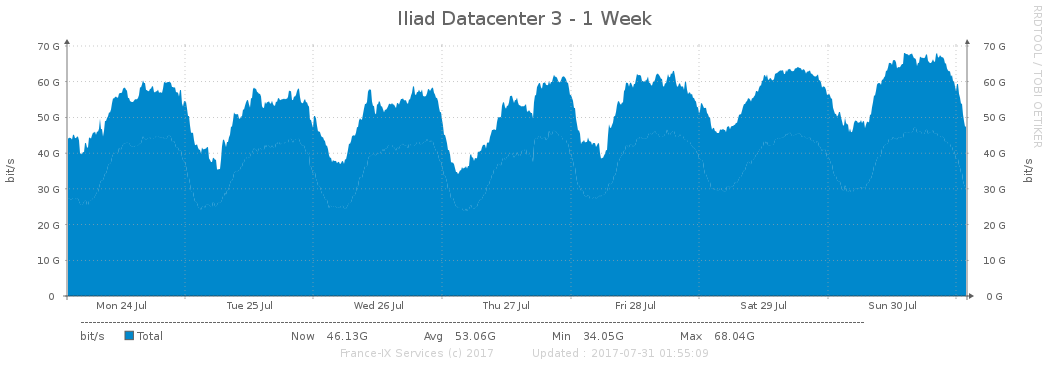 Iliad Datacenter 3 - 1 Week
RRDTOOL / TOBI OETIKER
70 G 70 G
60 G 60 G
50 G 50 G
40 G 40 G
30 G 30 G
20 G 20 G
10 G 10 G
0 0 G
bit/s bit/s
Mon 24 Jul Tue 25 Jul Wed 26 Jul Thu 27 Jul Fri 28 Jul Sat 29 Jul Sun 30 Jul
bit/s Total Now 46.13G Avg 53.06G Min 34.05G Max 68.04G
France-IX Services (c) 2017 Updated : 2017-07-31 01:55:09